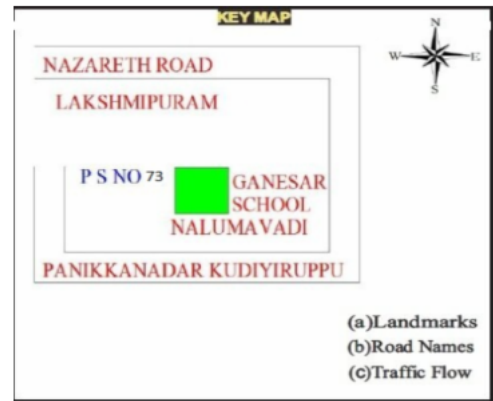 KEY MAP
N
W E
S
NAZARETH ROAD
LAKSHMIPURAM
P S NO 73
GANESAR
SCHOOL
NALUMAVADI
PANIKKANADAR KUDIYIRUPPU
(a)Landmarks
(b)Road Names
(c)Traffic Flow